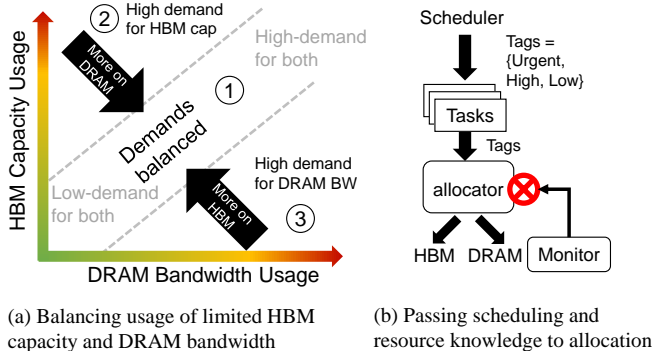 HBM Capacity Usage
2
High demand
for HBM cap
More on
DRAM
High-demand
for both
1
Demands
balanced
Low-demand
for both
High demand
for DRAM BW
More on
HBM
3
DRAM Bandwidth Usage
(a) Balancing usage of limited HBM
capacity and DRAM bandwidth
Scheduler
Tags =
{Urgent,
High, Low}
Tasks
Tags
allocator
HBM
DRAM
Monitor
(b) Passing scheduling and
resource knowledge to allocation